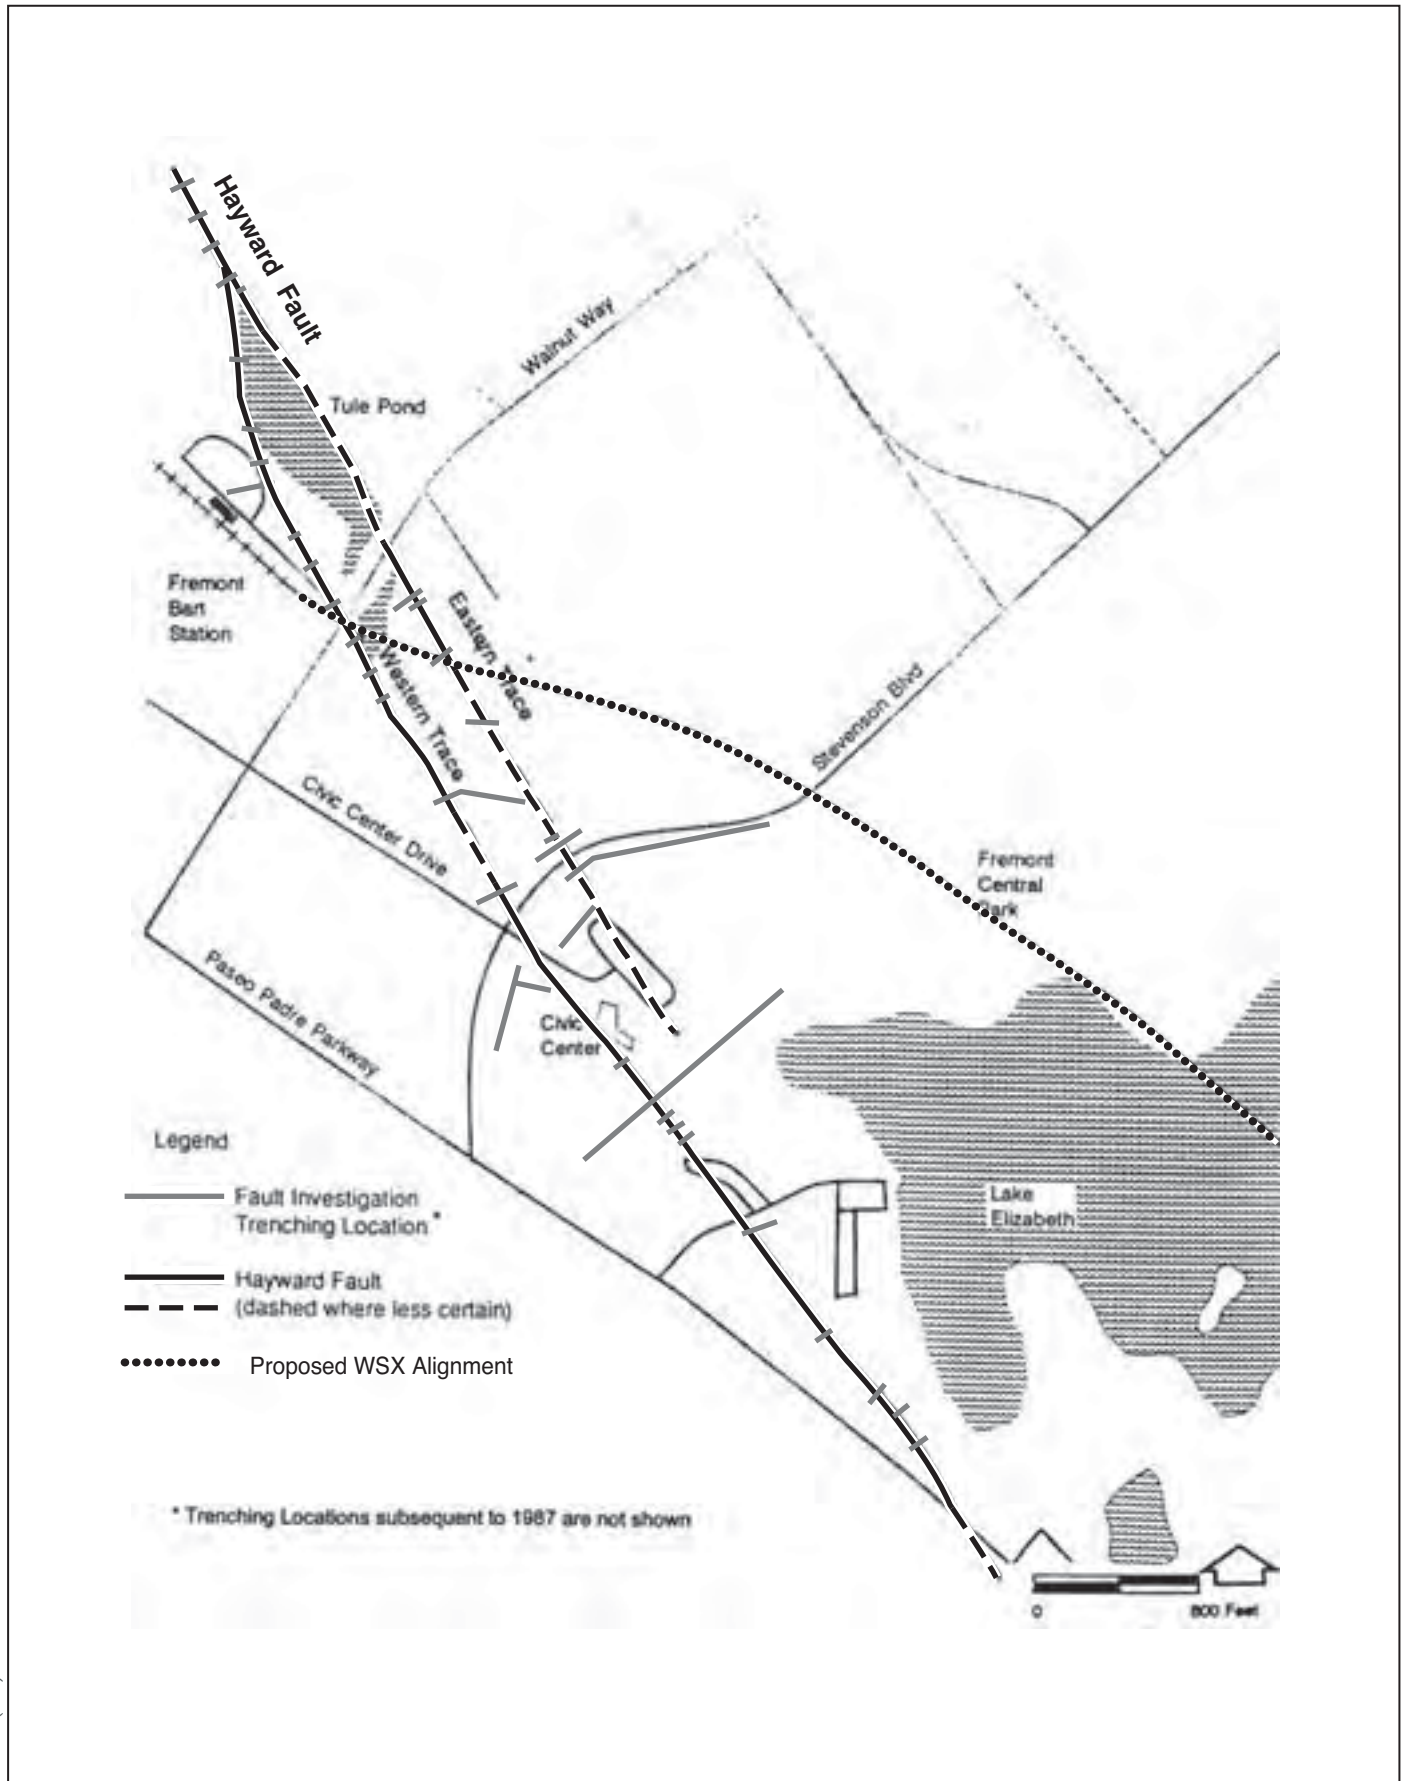 Hayward Fault
Walnut Way
Tule Pond
Fremont
Bart
Station
Eastern Trace
Western Trace
Stevenson Blvd
Civic Center Drive
Fremont
Central
Park
Paseo Padre Parkway
Civic
Center
Legend
Fault Investigation
Trenching Location *
Lake
Elizabeth
Hayward Fault
(dashed where less certain)
Proposed WSX Alignment
* Trenching Locations subsequent to 1987 are not shown
0 800 Feet